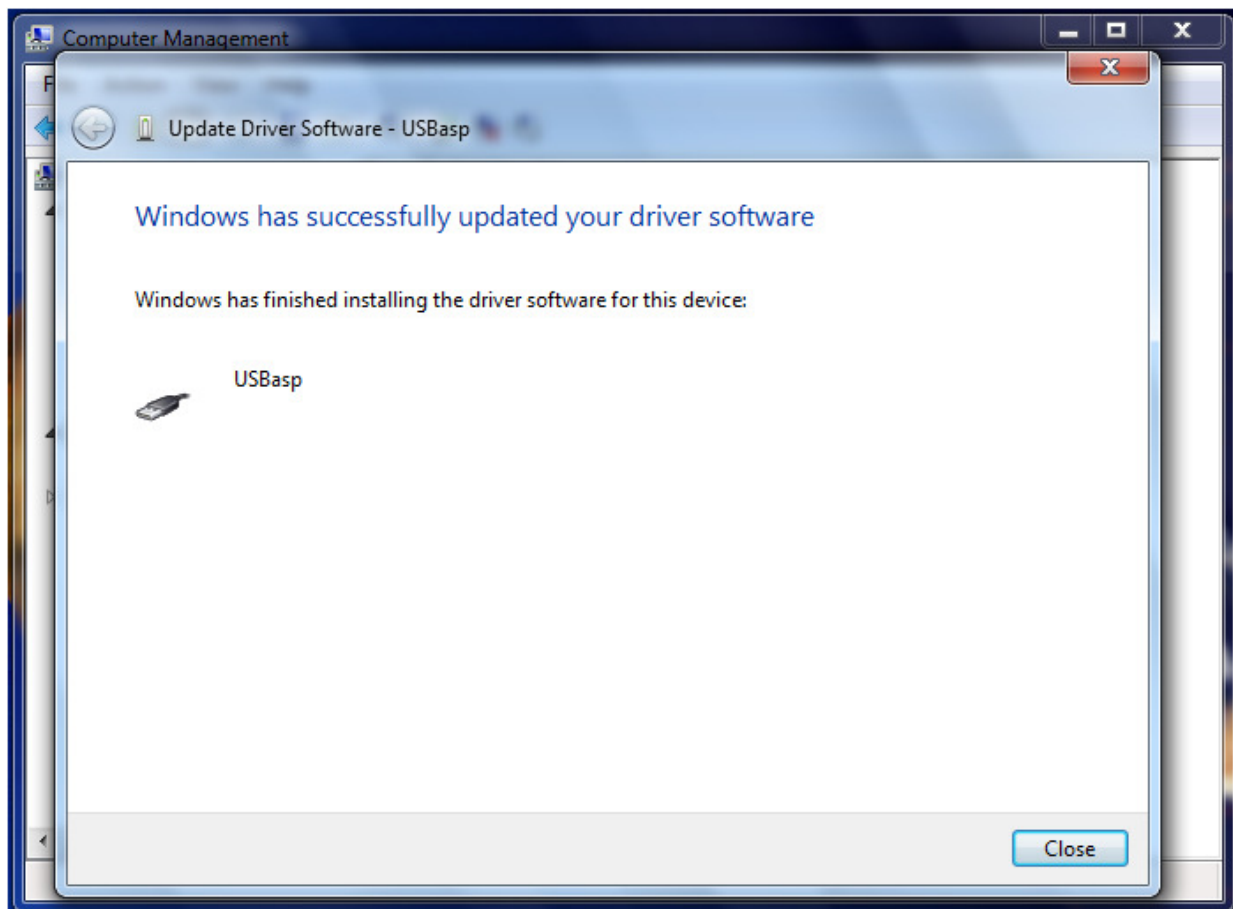 Computer Management
Update Driver Software - USBasp
Windows has successfully updated your driver software
Windows has finished installing the driver software for this device:
USBasp
Close